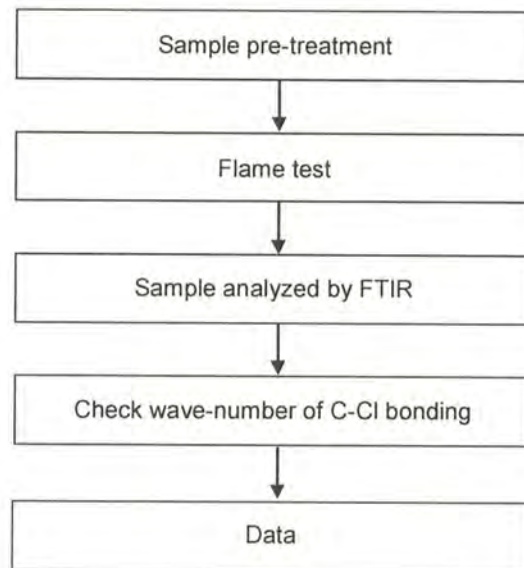 Sample pre-treatment
Flame test
Sample analyzed by FTIR
Check wave-number of C-Cl bonding
Data